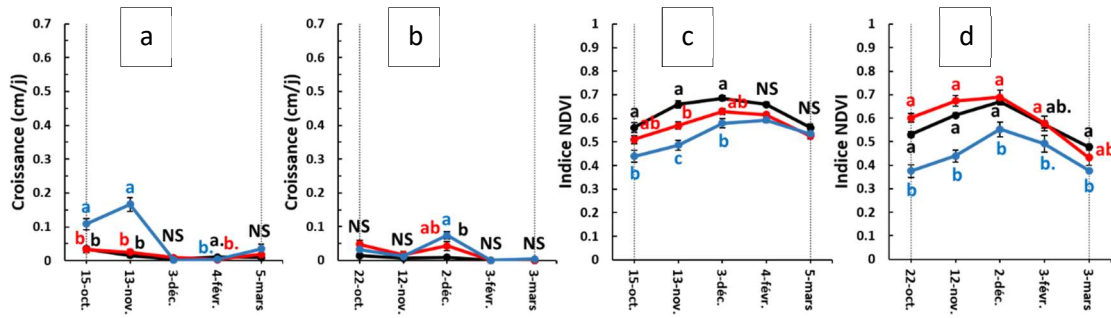 a
Croissance (cm/j)
0.7
0.6
0.5
0.4
0.3
0.2
0.1
0
a
a
b b
b b
NS
b. a. b.
NS
15-oct.
13-nov.
3-déc.
4-févr.
5-mars
b
Croissance (cm/j)
0.7
0.6
0.5
0.4
0.3
0.2
0.1
0
NS
NS
a
ab b
NS
NS
22-oct.
12-nov.
2-déc.
3-févr.
3-mars
c
Indice NDVI
1
0.9
0.8
0.7
0.6
0.5
0.4
0.3
0.2
0.1
0
a
ab
b
a
b
c
a
ab
b
NS
NS
15-oct.
13-nov.
3-déc.
4-févr.
5-mars
d
Indice NDVI
1
0.9
0.8
0.7
0.6
0.5
0.4
0.3
0.2
0.1
0
a
a
b
a
a
b
a
a
b
a ab.
b.
a
ab
b
22-oct.
12-nov.
2-déc.
3-févr.
3-mars